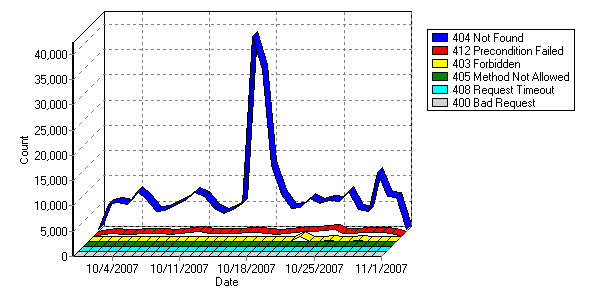 404 Not Found
412 Precondition Failed
403 Forbidden
405 Method Not Allowed
408 Request Timeout
400 Bad Request
40,000
35,000
30,000
25,000
20,000
15,000
10,000
5,000
0
Count
10/4/2007 10/11/2007 10/18/2007 10/25/2007 11/1/2007
Date